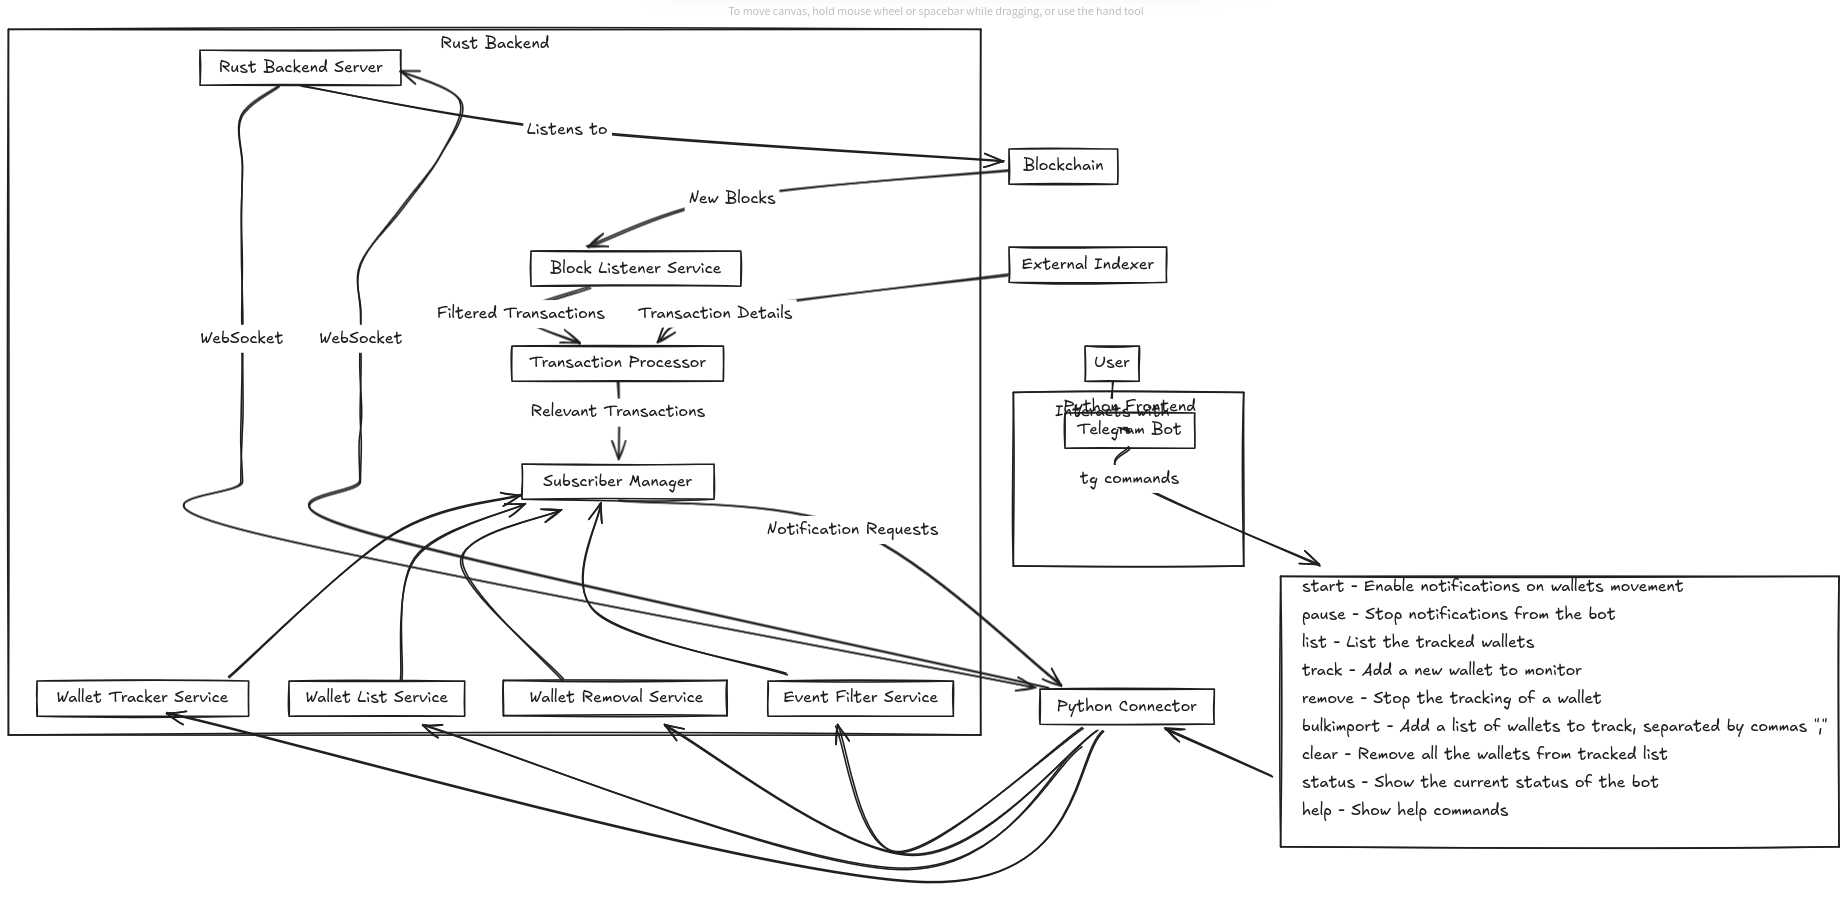 To move canvas, hold mouse wheel or spacebar while dragging, or use the hand tool
Rust Backend
Rust Backend Server
Listens to
Blockchain
New Blocks
External Indexer
Block Listener Service
Filtered Transactions
Transaction Details
WebSocket
WebSocket
Transaction Processor
User
Relevant Transactions
Python Frontend
Interacts with
Telegram Bot
tg commands
Subscriber Manager
Notification Requests
start - Enable notifications on wallets movement
pause - Stop notifications from the bot
list - List the tracked wallets
track - Add a new wallet to monitor
remove - Stop the tracking of a wallet
bulkimport - Add a list of wallets to track, separated by commas ","
clear - Remove all the wallets from tracked list
status - Show the current status of the bot
help - Show help commands
Wallet Tracker Service
Wallet List Service
Wallet Removal Service
Event Filter Service
Python Connector